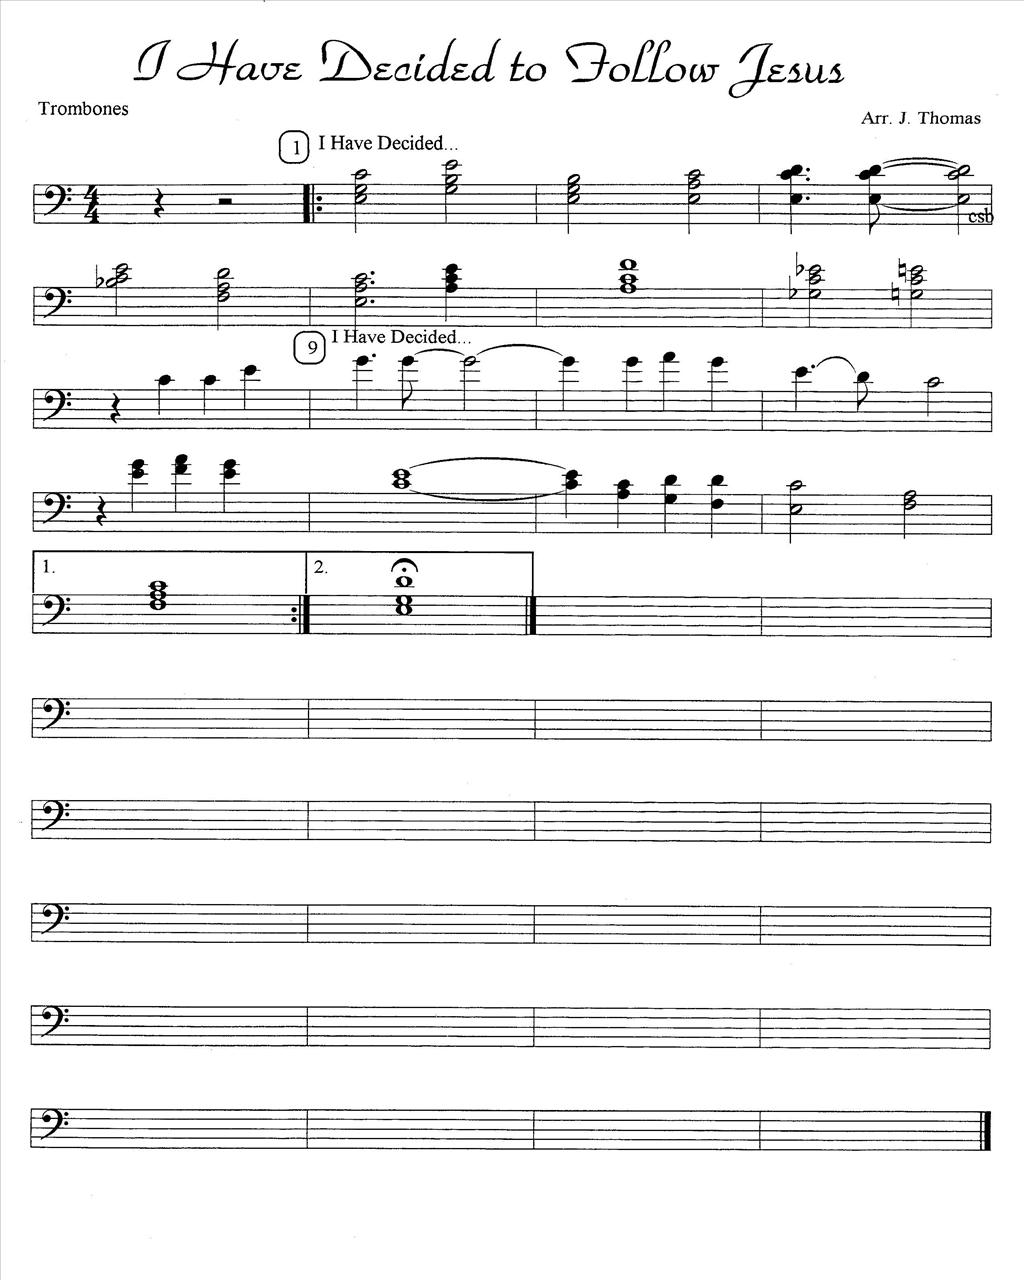 I Have Decided to Follow Jesus
Trombones
Arr. J. Thomas
1 I Have Decided...
4/4
csb
9 I Have Decided...
1. 2.